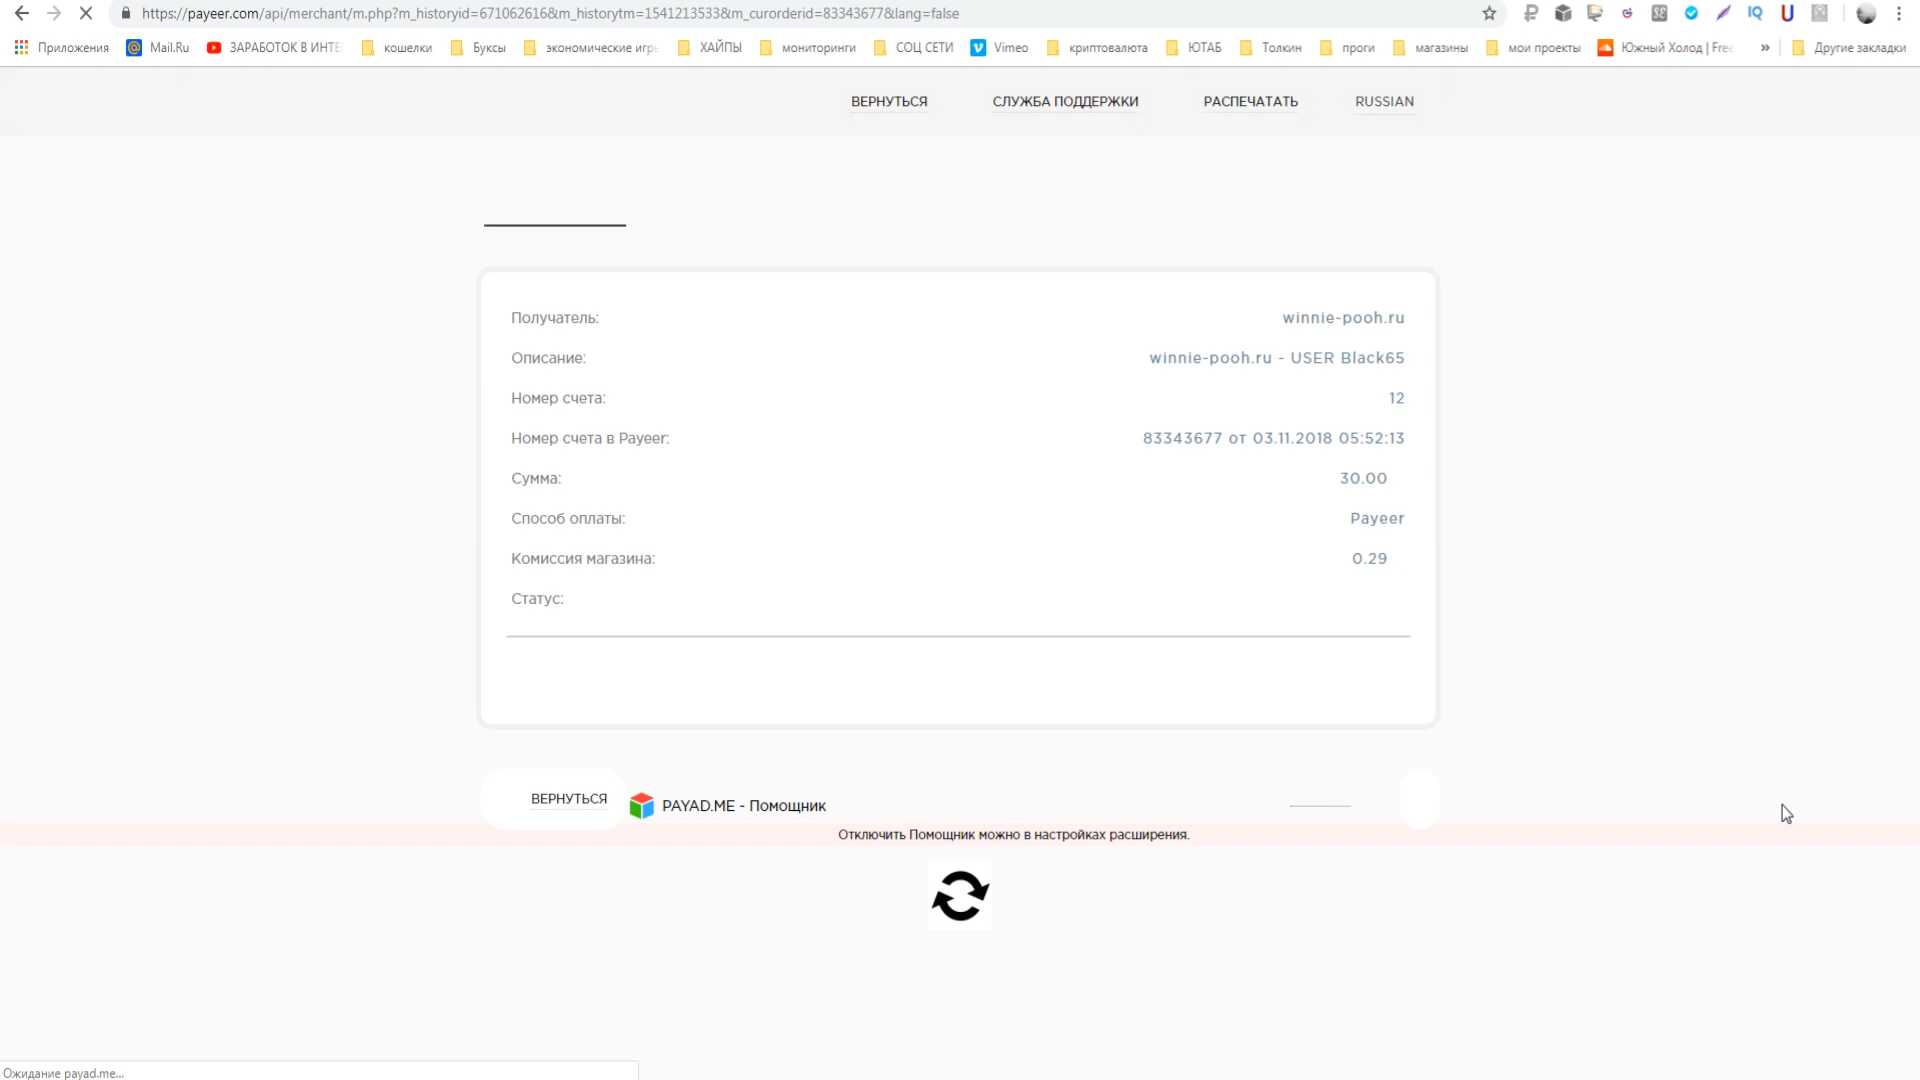 https://payeer.com/api/merchant/m.php?m_historyid=671062616&m_historytm=1541213533&m_curorderid=83343677&lang=false
Приложения Mail.Ru ЗАРАБОТОК В ИНТЕ кошелки Буксы экономические игры ХАЙПЫ мониторинги СОЦ СЕТИ Vimeo криптовалюта ЮТАБ Толкин проги магазины мои проекты Южный Холод | Free » Другие закладки
ВЕРНУТЬСЯ СЛУЖБА ПОДДЕРЖКИ РАСПЕЧАТАТЬ RUSSIAN
Получатель: winnie-pooh.ru
Описание: winnie-pooh.ru - USER Black65
Номер счета: 12
Номер счета в Payeer: 83343677 от 03.11.2018 05:52:13
Сумма: 30.00
Способ оплаты: Payeer
Комиссия магазина: 0.29
Статус:
ВЕРНУТЬСЯ PAYAD.ME - Помощник
Отключить Помощник можно в настройках расширения.
Ожидание payad.me...